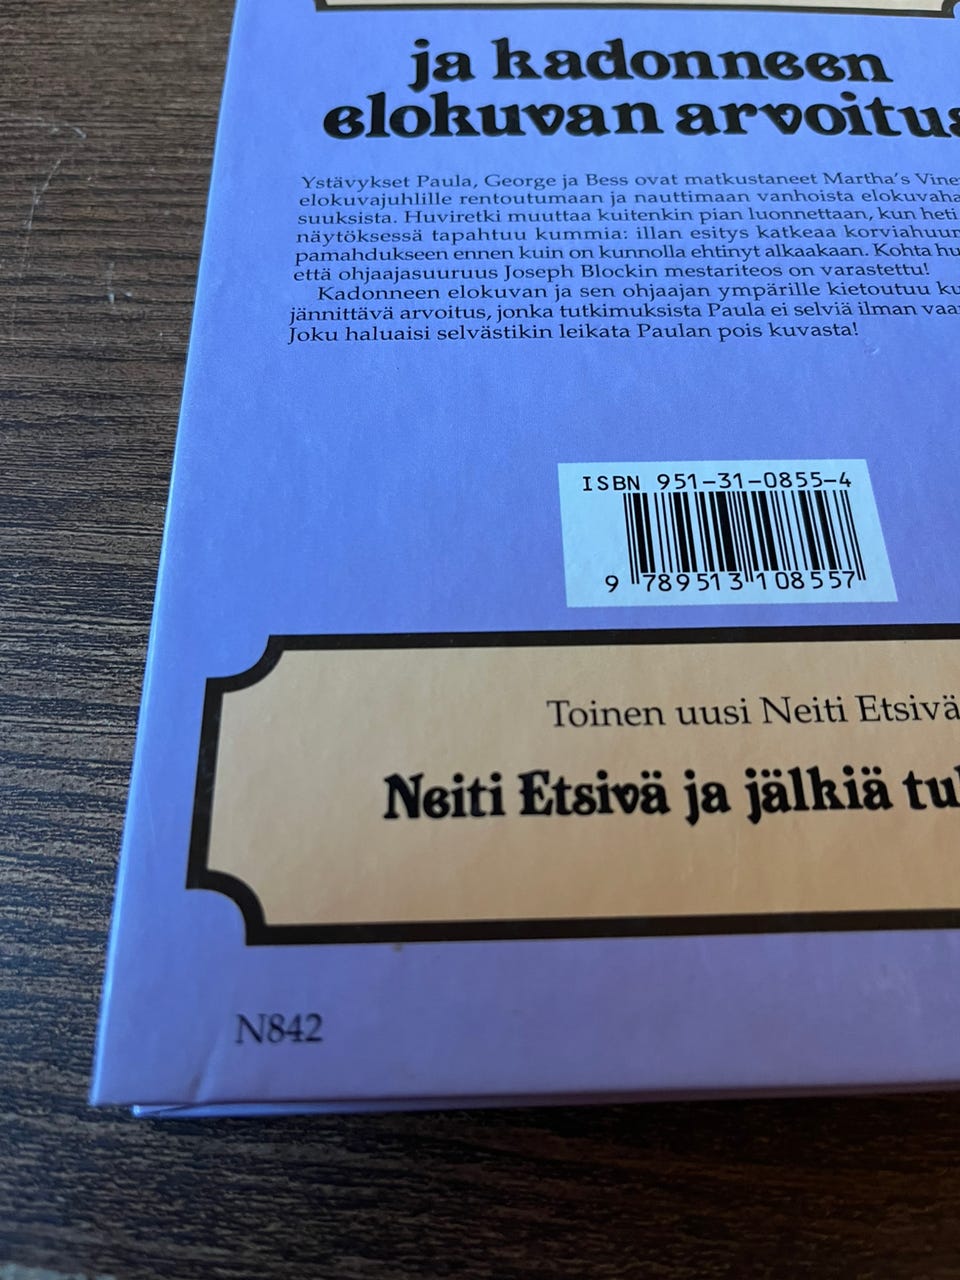 ja kadonneen
elokuvan arvoitus
Ystävykset Paula, George ja Bess ovat matkustaneet Martha's Vine
elokuvajuhlille rentoutumaan ja nauttimaan vanhoista elokuvaha
suuksista. Huviretki muuttaa kuitenkin pian luonnettaan, kun heti
näytöksessä tapahtuu kummia: illan esitys katkeaa korviahuum
pamahdukseen ennen kuin on kunnolla ehtinyt alkaakaan. Kohta hu
että ohjaajasuuruus Joseph Blockin mestariteos on varastettu!
Kadonneen elokuvan ja sen ohjaajan ympärille kietoutuu ku
jännittävä arvoitus, jonka tutkimuksista Paula ei selviä ilman vaar
Joku haluaisi selvästikin leikata Paulan pois kuvasta!
ISBN 951-31-0855-4
9 789513 108557
Toinen uusi Neiti Etsivä
Neiti Etsivä ja jälkiä tul
N842